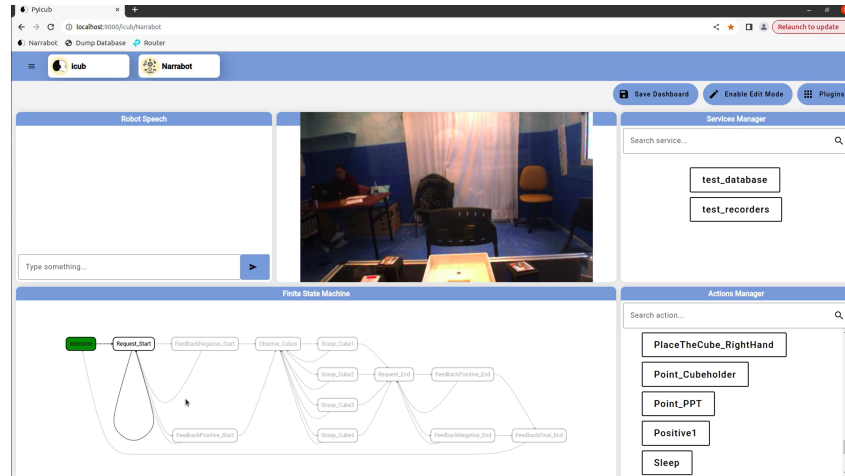 Pyicub
localhost:9000/icub/Narrabot
Relaunch to update
Narrabot Dump Database Router
icub Narrabot
Save Dashboard Enable Edit Mode Plugins
Robot Speech
Services Manager
Search service...
test_database
test_recorders
Type something...
Finite State Machine
Actions Manager
Search action...
Welcome Request_Start FeedbackNegative_Start Observe_Cubes Grasp_Cube1
Grasp_Cube2 Request_End FeedbackPositive_End
Grasp_Cube3
FeedbackPositive_Start Grasp_Cube4 FeedbackNegative_End FeedbackFinal_End
PlaceTheCube_RightHand
Point_Cubeholder
Point_PPT
Positive1
Sleep